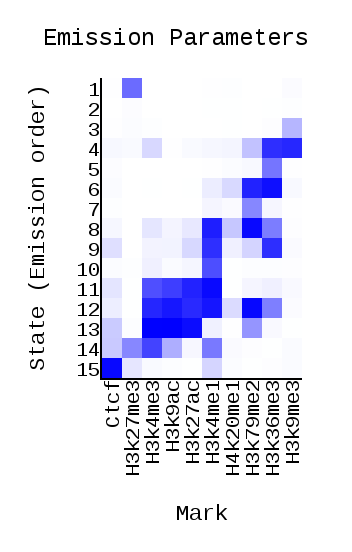 Emission Parameters
State (Emission order)
1
2
3
4
5
6
7
8
9
10
11
12
13
14
15
Ctcf
H3k27me3
H3k4me3
H3k9ac
H3k27ac
H3k4me1
H4k20me1
H3k79me2
H3k36me3
H3k9me3
Mark